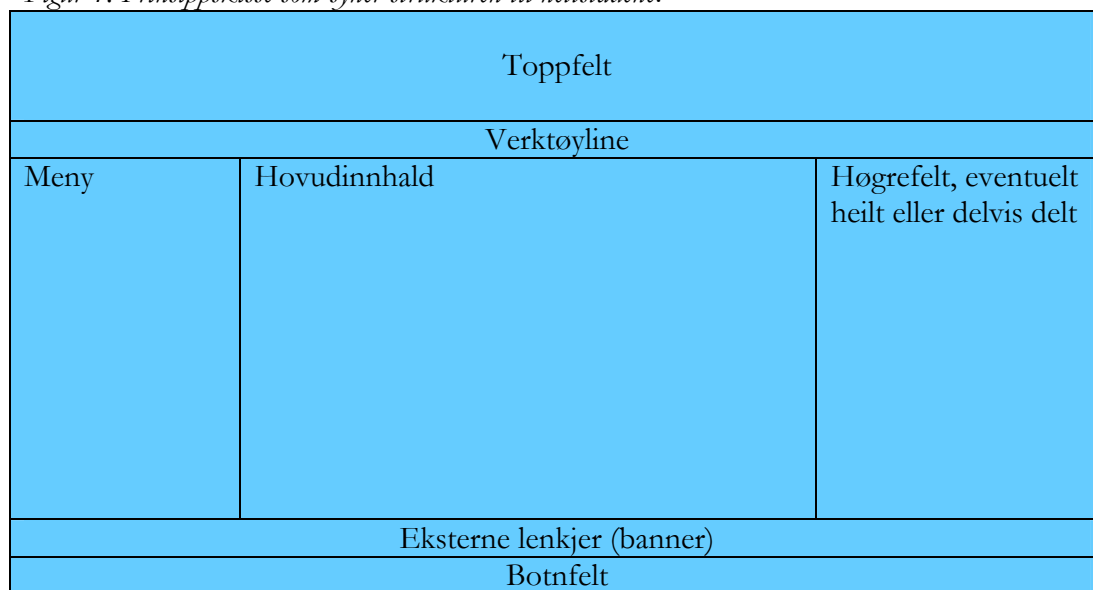 Toppfelt
Verktøyline
Meny
Hovudinnhald
Høgrefelt, eventuelt
heilt eller delvis delt
Eksterne lenkjer (banner)
Botnfelt